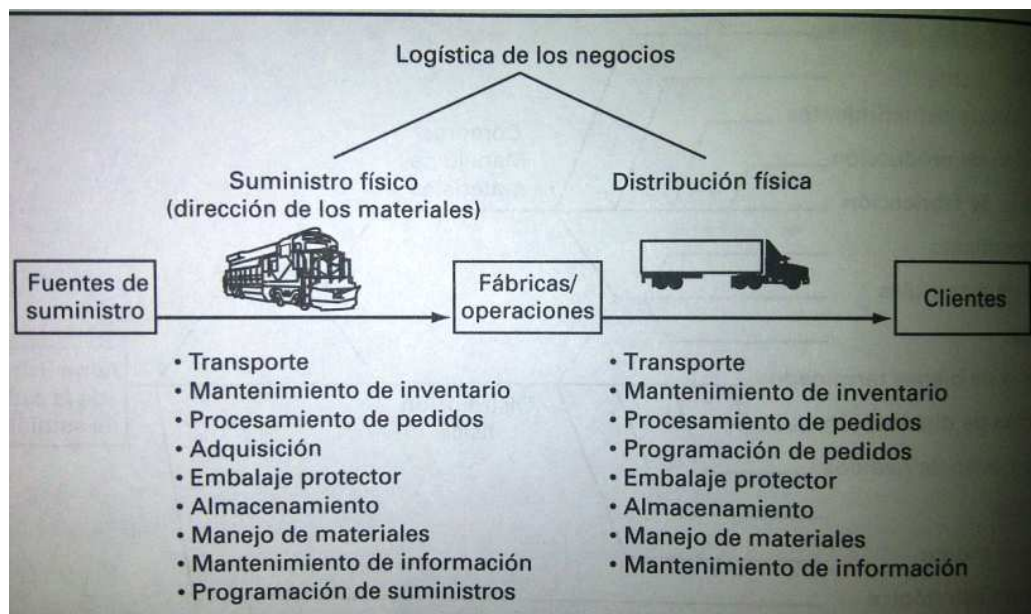 Logística de los negocios
Suministro físico
(dirección de los materiales)
Distribución física
Fuentes de
suministro
Fábricas/
operaciones
Clientes
• Transporte
• Mantenimiento de inventario
• Procesamiento de pedidos
• Adquisición
• Embalaje protector
• Almacenamiento
• Manejo de materiales
• Mantenimiento de información
• Programación de suministros
• Transporte
• Mantenimiento de inventario
• Procesamiento de pedidos
• Programación de pedidos
• Embalaje protector
• Almacenamiento
• Manejo de materiales
• Mantenimiento de información